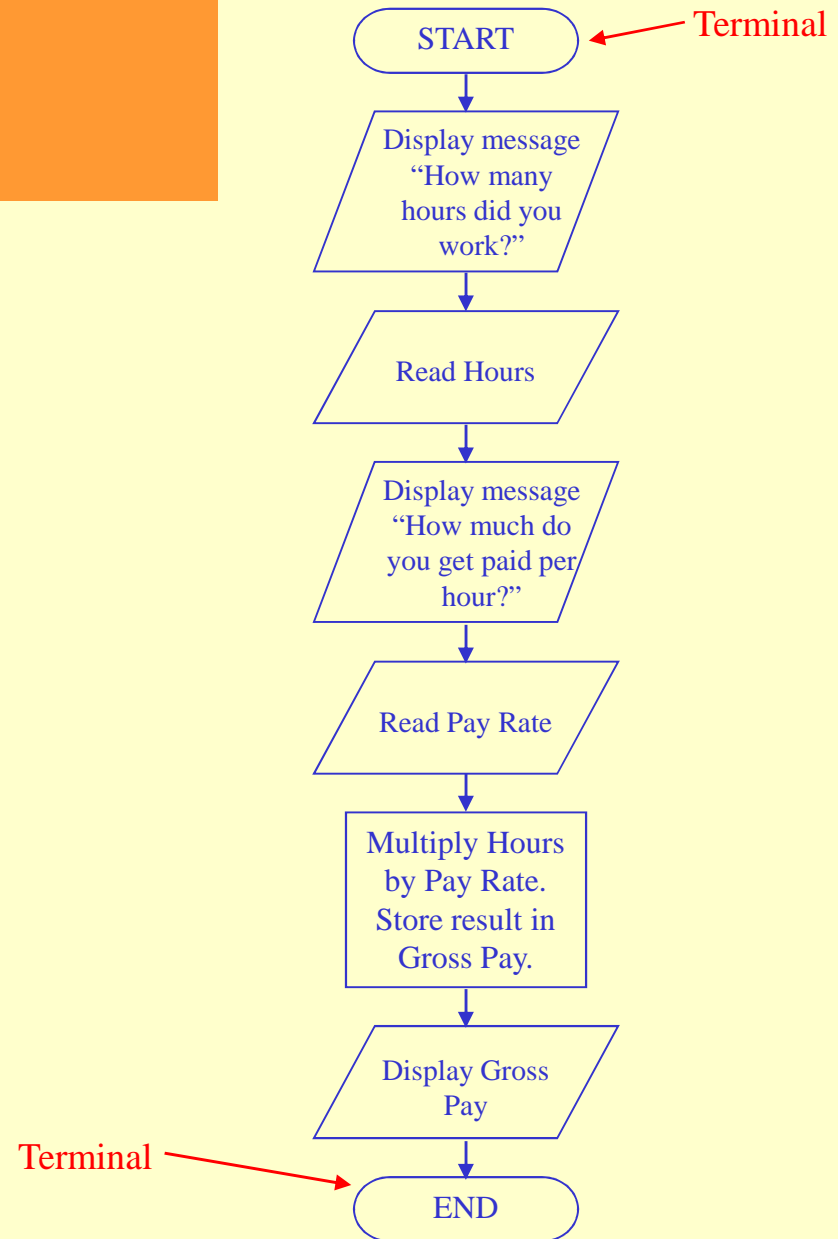 START
Terminal
Display message
“How many
hours did you
work?”
Read Hours
Display message
“How much do
you get paid per
hour?”
Read Pay Rate
Multiply Hours
by Pay Rate.
Store result in
Gross Pay.
Display Gross
Pay
Terminal
END